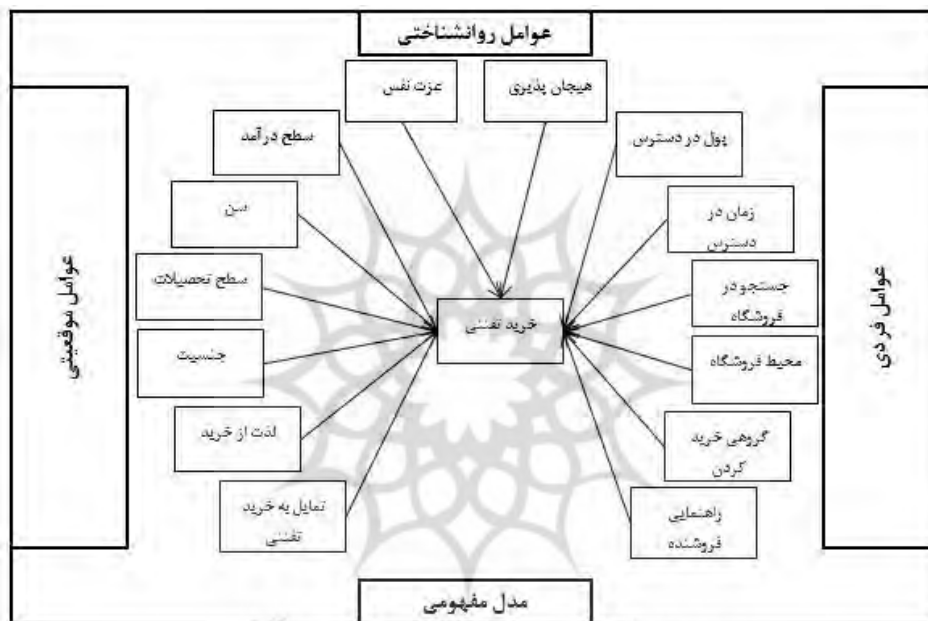 عوامل روانشناختی
هیجان پذیری
عزت نفس
پول در دسترس
سطح درآمد
زمان در
دسترس
سن
جستجو در
فروشگاه
سطح تحصیلات
خرید تفننی
محیط فروشگاه
جنسیت
گروهی خرید
کردن
لذت از خرید
راهنمایی
فروشنده
تمایل به خرید
تفننی
عوامل فردی
عوامل موقعیتی
مدل مفهومی